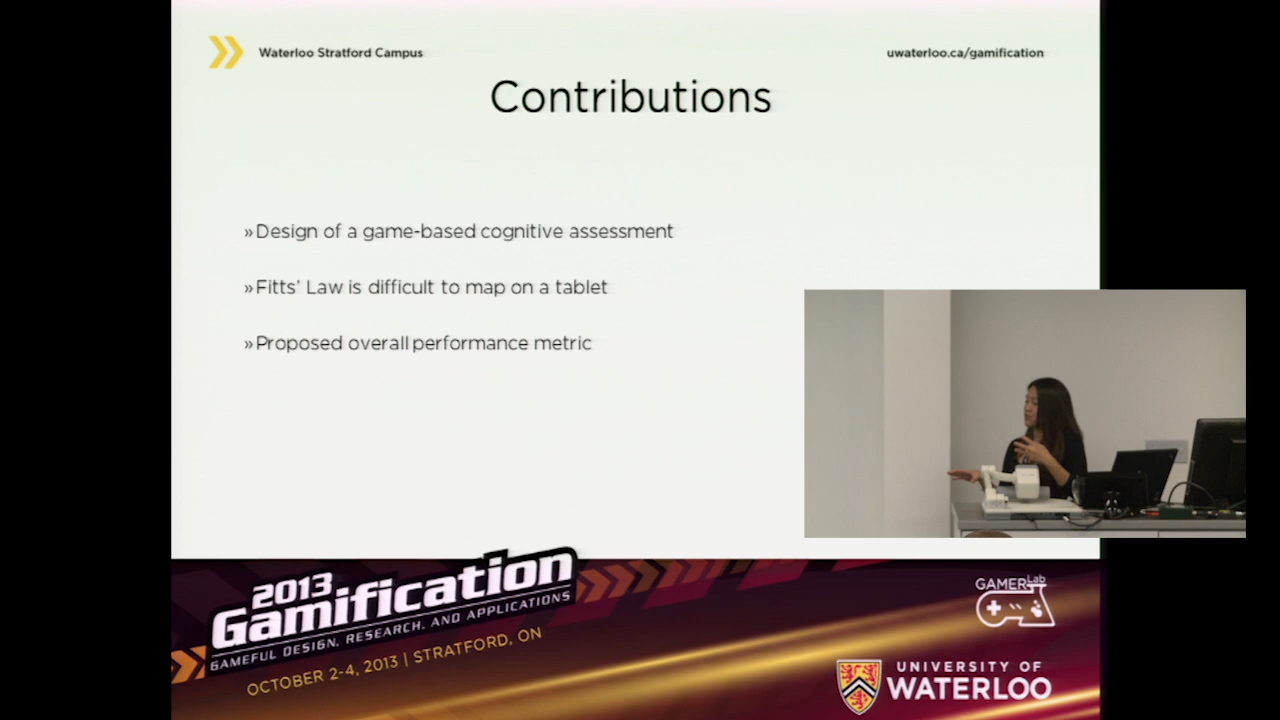 Waterloo Stratford Campus
uwaterloo.ca/gamification
Contributions
»Design of a game-based cognitive assessment
»Fitts’ Law is difficult to map on a tablet
»Proposed overall performance metric
2013
Gamification
GAMEFUL DESIGN, RESEARCH, AND APPLICATIONS
OCTOBER 2-4, 2013 | STRATFORD, ON
GAMERLab
UNIVERSITY OF
WATERLOO